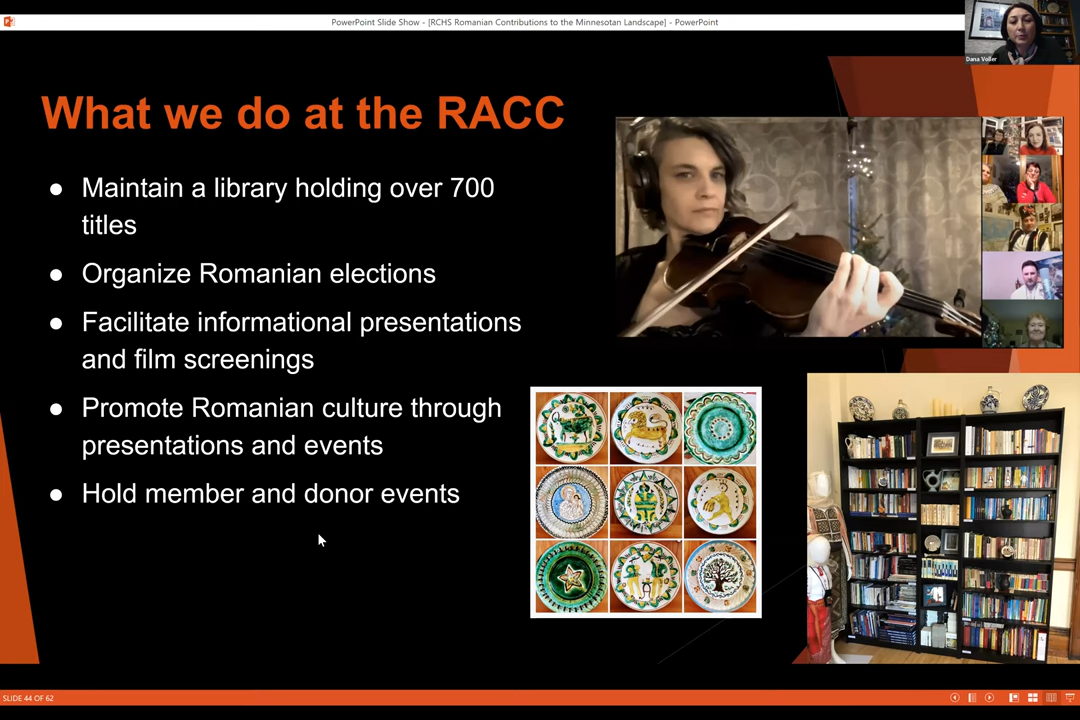 PowerPoint Slide Show - [RCHS Romanian Contributions to the Minnesotan Landscape] - PowerPoint
Dana Voller
What we do at the RACC
● Maintain a library holding over 700
titles
● Organize Romanian elections
● Facilitate informational presentations
and film screenings
● Promote Romanian culture through
presentations and events
● Hold member and donor events
SLIDE 44 OF 62